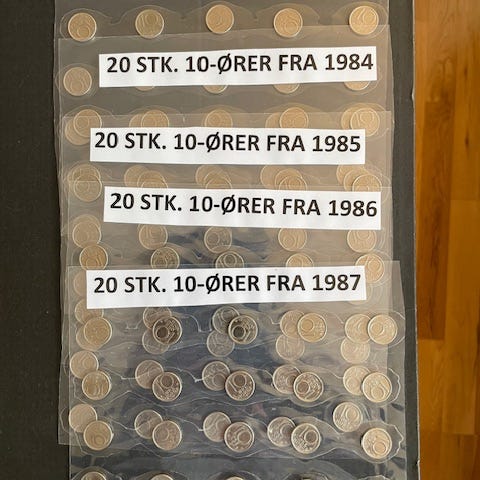 20 STK. 10-ØRER FRA 1984
20 STK. 10-ØRER FRA 1985
20 STK. 10-ØRER FRA 1986
20 STK. 10-ØRER FRA 1987